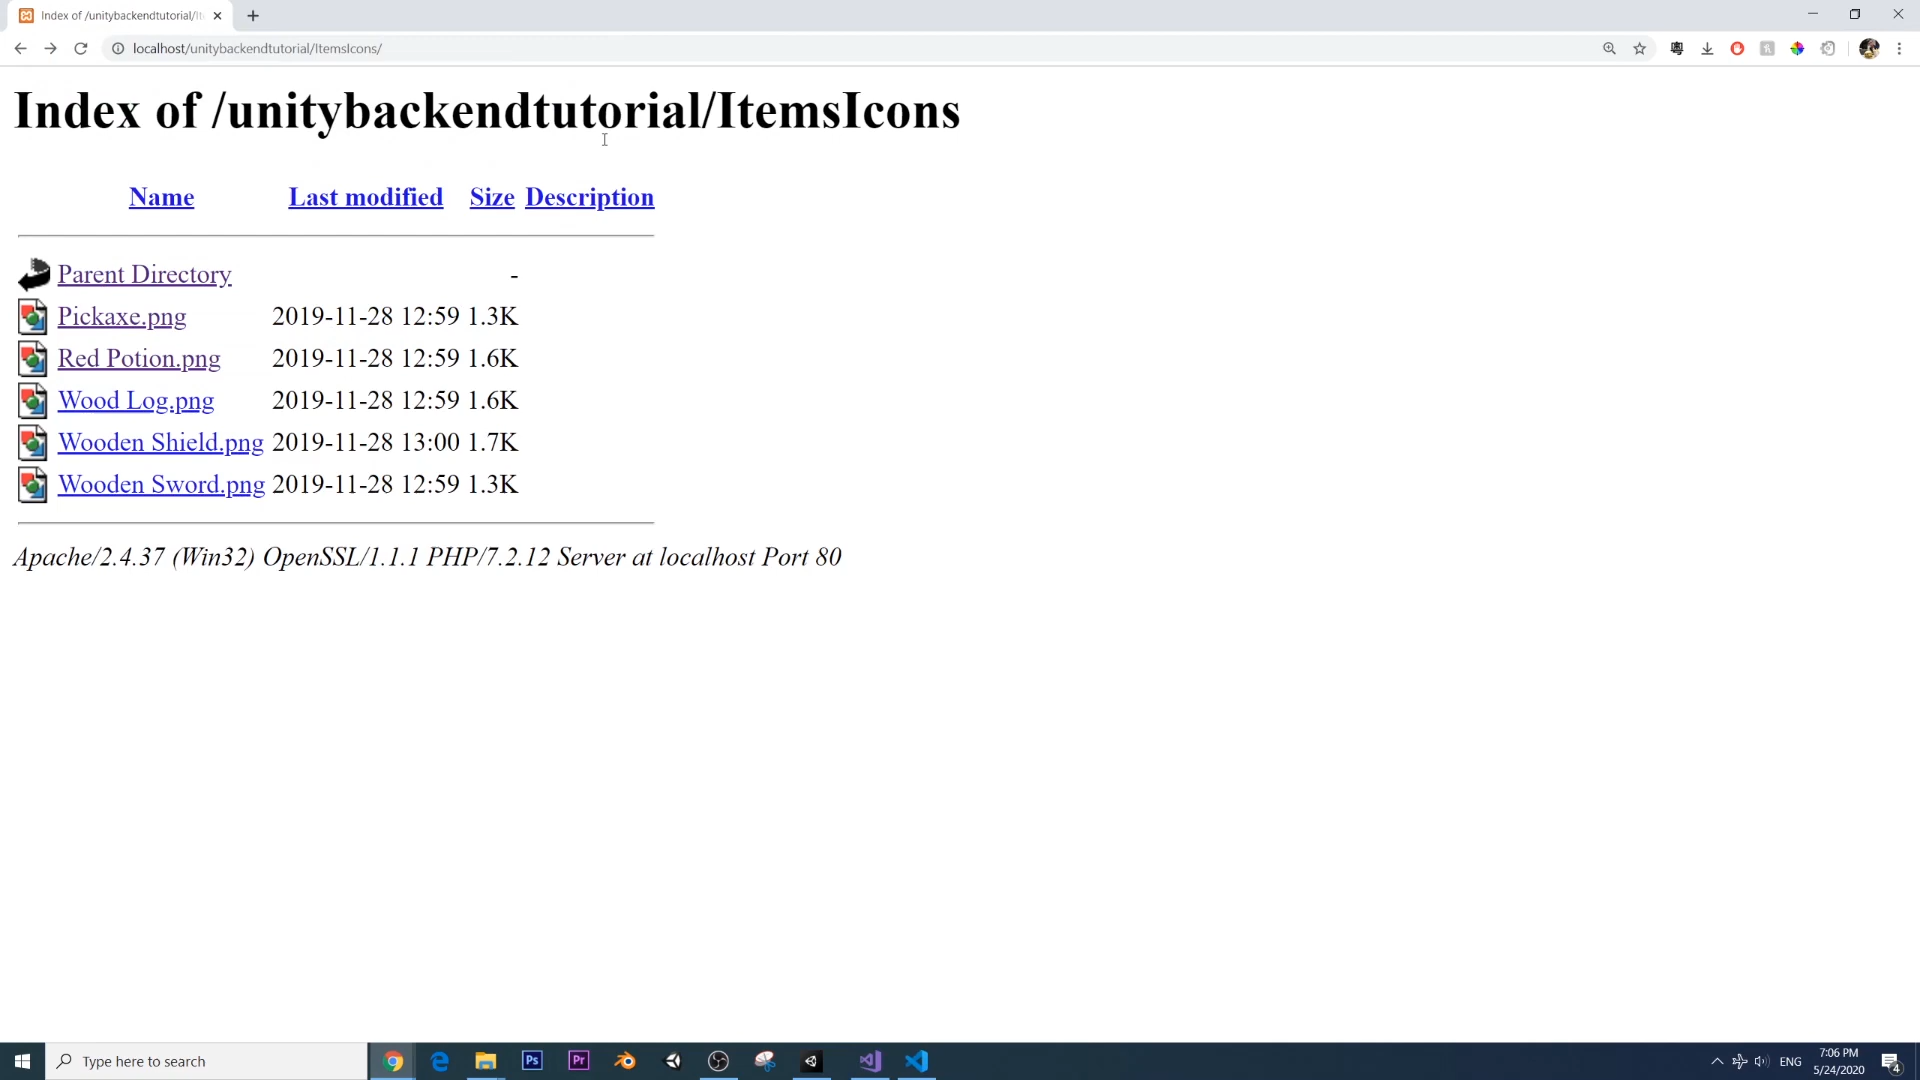 Index of /unitybackendtutorial/It
localhost/unitybackendtutorial/ItemsIcons/
Index of /unitybackendtutorial/ItemsIcons
Name Last modified Size Description
Parent Directory -
Pickaxe.png 2019-11-28 12:59 1.3K
Red Potion.png 2019-11-28 12:59 1.6K
Wood Log.png 2019-11-28 12:59 1.6K
Wooden Shield.png 2019-11-28 13:00 1.7K
Wooden Sword.png 2019-11-28 12:59 1.3K
Apache/2.4.37 (Win32) OpenSSL/1.1.1 PHP/7.2.12 Server at localhost Port 80
Type here to search
Ps
Pr
ENG
7:06 PM
5/24/2020
4